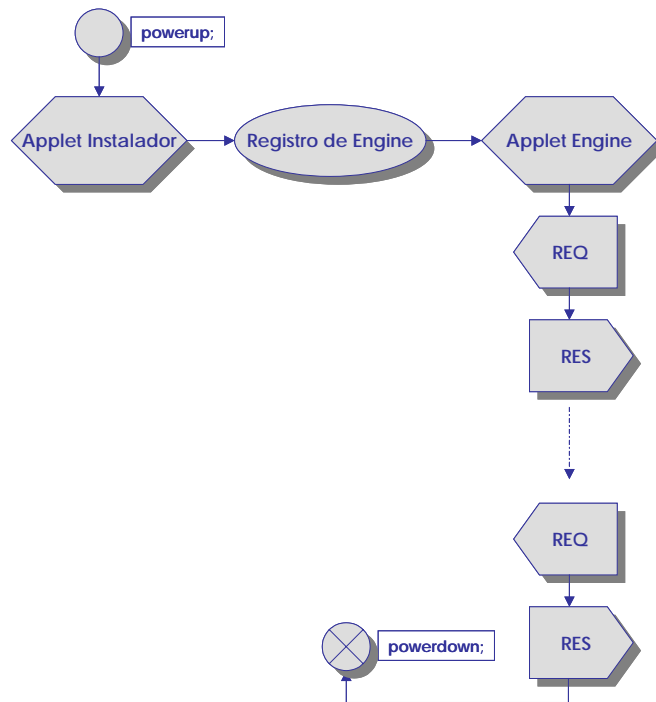 powerup;
Applet Instalador
Registro de Engine
Applet Engine
REQ
RES
REQ
RES
powerdown;